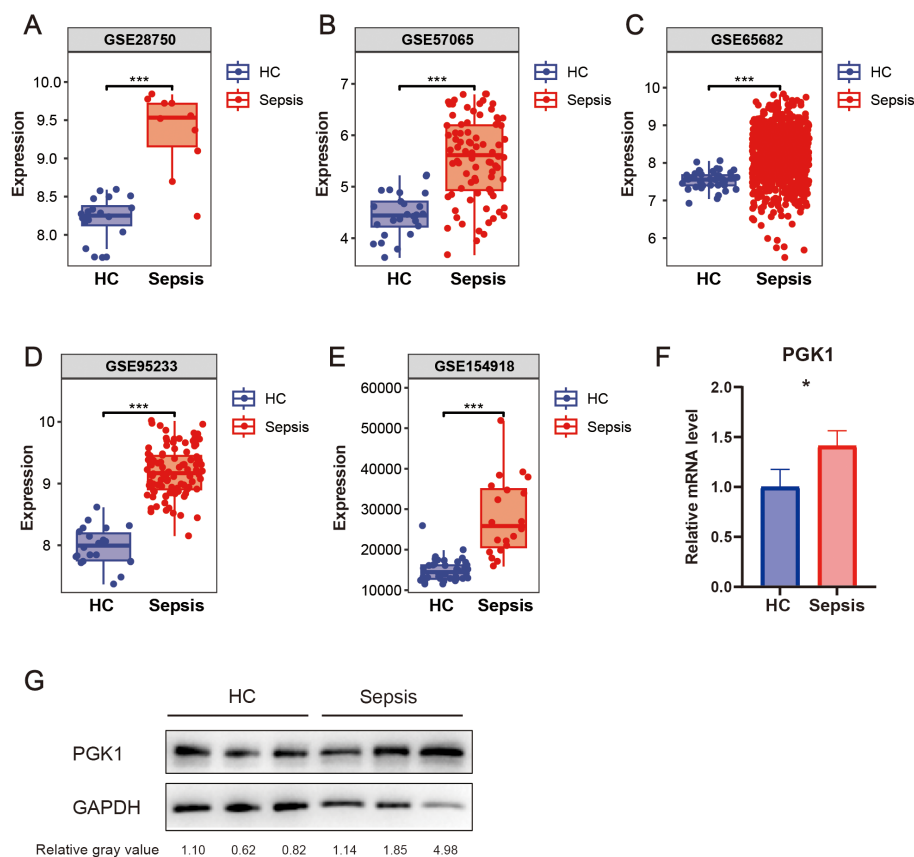 A
GSE28750
Expression
10.0
9.5
9.0
8.5
8.0
***
HC
Sepsis
HC
Sepsis
B
GSE57065
Expression
7
6
5
4
***
HC
Sepsis
HC
Sepsis
C
GSE65682
Expression
10
9
8
7
6
***
HC
Sepsis
HC
Sepsis
D
GSE95233
Expression
10
9
8
***
HC
Sepsis
HC
Sepsis
E
GSE154918
Expression
60000
50000
40000
30000
20000
10000
***
HC
Sepsis
HC
Sepsis
F
PGK1
Relative mRNA level
2.0
1.5
1.0
0.5
0.0
*
HC
Sepsis
G
HC Sepsis
PGK1
GAPDH
Relative gray value 1.10 0.62 0.82 1.14 1.85 4.98